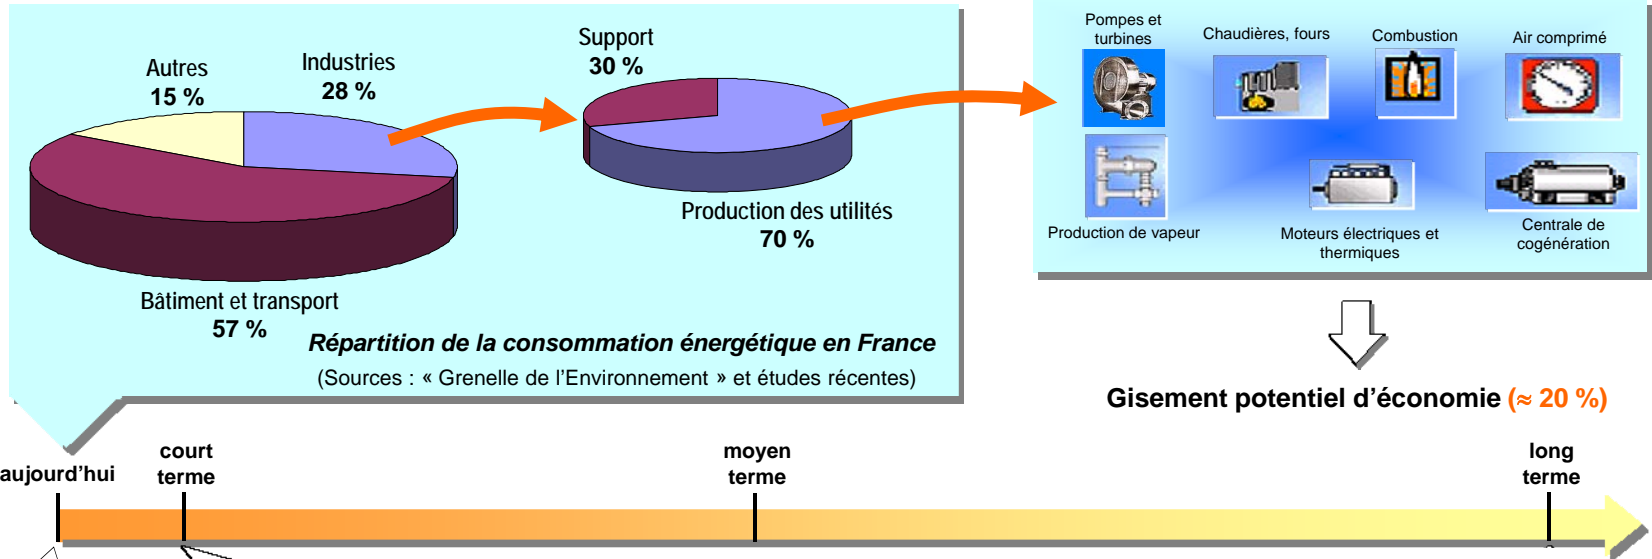 Autres
15 %
Industries
28 %
Support
30 %
Production des utilités
70 %
Bâtiment et transport
57 %
Répartition de la consommation énergétique en France
(Sources : « Grenelle de l'Environnement » et études récentes)
Pompes et
turbines
Chaudières, fours
Combustion
Air comprimé
Production de vapeur
Moteurs électriques et
thermiques
Centrale de
cogénération
Gisement potentiel d'économie (≈ 20 %)
aujourd'hui
court
terme
moyen
terme
long
terme